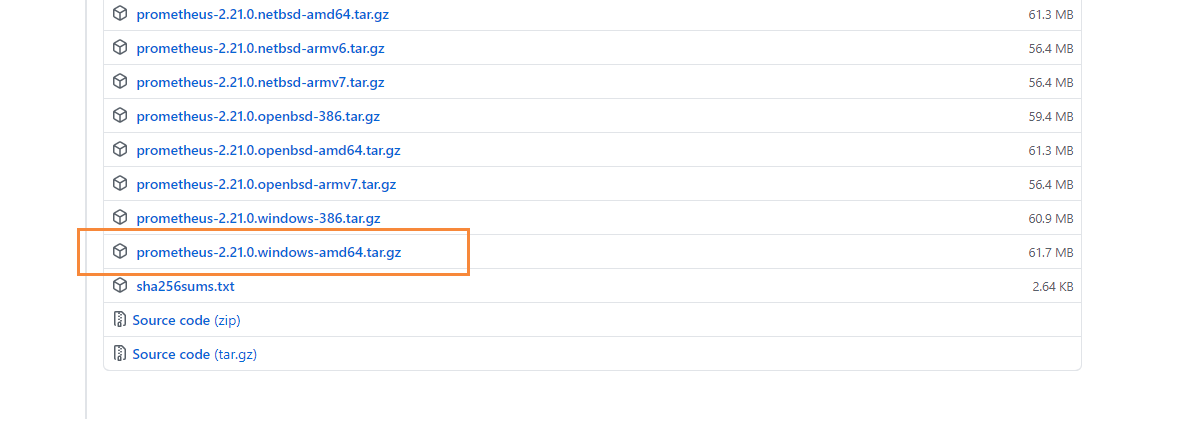 prometheus-2.21.0.netbsd-amd64.tar.gz 61.3 MB
prometheus-2.21.0.netbsd-armv6.tar.gz 56.4 MB
prometheus-2.21.0.netbsd-armv7.tar.gz 56.4 MB
prometheus-2.21.0.openbsd-386.tar.gz 59.4 MB
prometheus-2.21.0.openbsd-amd64.tar.gz 61.3 MB
prometheus-2.21.0.openbsd-armv7.tar.gz 56.4 MB
prometheus-2.21.0.windows-386.tar.gz 60.9 MB
prometheus-2.21.0.windows-amd64.tar.gz 61.7 MB
sha256sums.txt 2.64 KB
Source code (zip)
Source code (tar.gz)